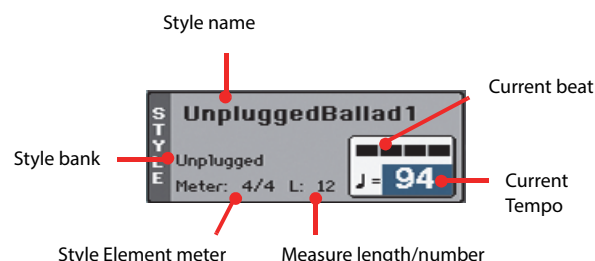 Style name
Current beat
STYLE
UnpluggedBallad1
Style bank
Unplugged
Meter: 4/4 L: 12
♩= 94
Current
Tempo
Style Element meter
Measure length/number